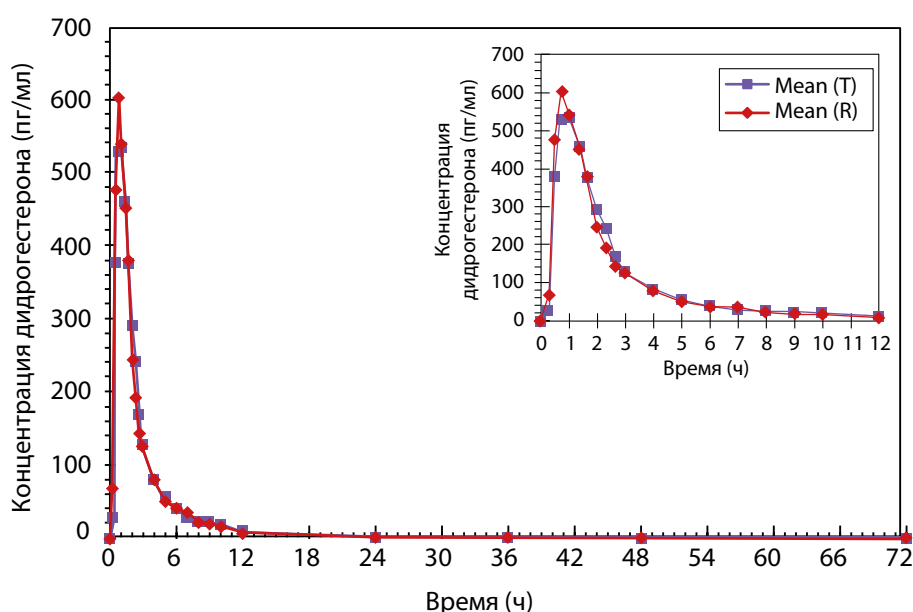 Концентрация дидрогестерона (пг/мл)
700
600
500
400
300
200
100
0
0 6 12 18 24 30 36 42 48 54 60 66 72
Время (ч)
Концентрация
дидрогестерона (пг/мл)
700
600
500
400
300
200
100
0
0 1 2 3 4 5 6 7 8 9 10 12
Время (ч)
Mean (T)
Mean (R)